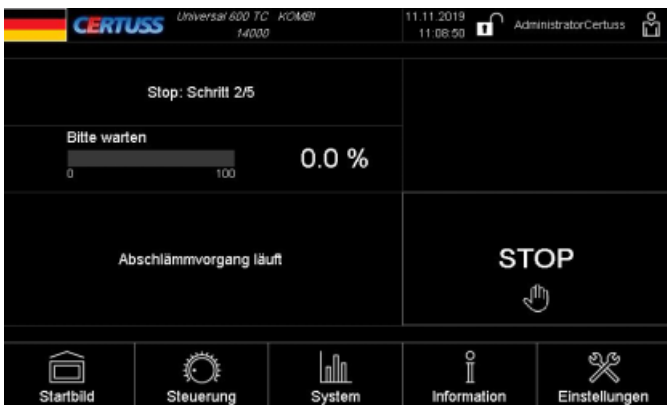 CERTUSS
Universal 600 TC KOMBI
14000
11.11.2019
11:08:50
AdministratorCertuss
Stop: Schritt 2/5
Bitte warten
0.0 %
0 100
Abschlämmvorgang läuft
STOP
Startbild
Steuerung
System
Information
Einstellungen